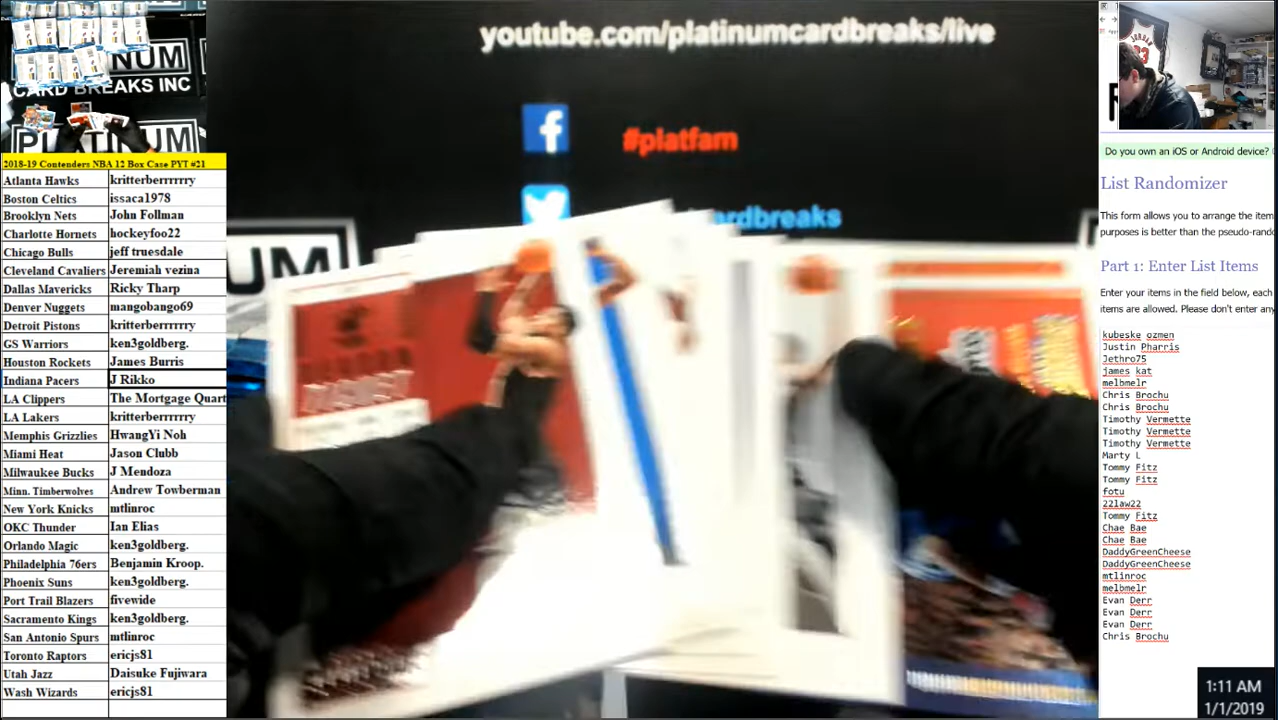 youtube.com/platinumcardbreaks/live
#platfam
ardbreaks
UM
NUM
CARD BREAKS INC
PLATINUM
2018-19 Contenders NBA 12 Box Case PYT #21
Atlanta Hawks kritterberrrrrry
Boston Celtics issaca1978
Brooklyn Nets John Follman
Charlotte Hornets hockeyfoo22
Chicago Bulls jeff truesdale
Cleveland Cavaliers Jeremiah vezina
Dallas Mavericks Ricky Tharp
Denver Nuggets mangobango69
Detroit Pistons kritterberrrrrry
GS Warriors ken3goldberg.
Houston Rockets James Burris
Indiana Pacers J Rikko
LA Clippers The Mortgage Quart
LA Lakers kritterberrrrrry
Memphis Grizzlies HwangYi Noh
Miami Heat Jason Clubb
Milwaukee Bucks J Mendoza
Minn. Timberwolves Andrew Towberman
New York Knicks mtlinroc
OKC Thunder Ian Elias
Orlando Magic ken3goldberg.
Philadelphia 76ers Benjamin Kroop.
Phoenix Suns ken3goldberg.
Port Trail Blazers fivewide
Sacramento Kings ken3goldberg.
San Antonio Spurs mtlinroc
Toronto Raptors ericjs81
Utah Jazz Daisuke Fujiwara
Wash Wizards ericjs81
JORDAN
23
Do you own an iOS or Android device?
List Randomizer
This form allows you to arrange the item
purposes is better than the pseudo-rando
Part 1: Enter List Items
Enter your items in the field below, each
items are allowed. Please don't enter any
kubeske ozmen
Justin Pharris
Jethro75
james kat
melbmelr
Chris Brochu
Chris Brochu
Timothy Vermette
Timothy Vermette
Timothy Vermette
Marty L
Tommy Fitz
Tommy Fitz
fotu
22law22
Tommy Fitz
Chae Bae
Chae Bae
DaddyGreenCheese
DaddyGreenCheese
mtlinroc
melbmelr
Evan Derr
Evan Derr
Evan Derr
Chris Brochu
1:11 AM
1/1/2019